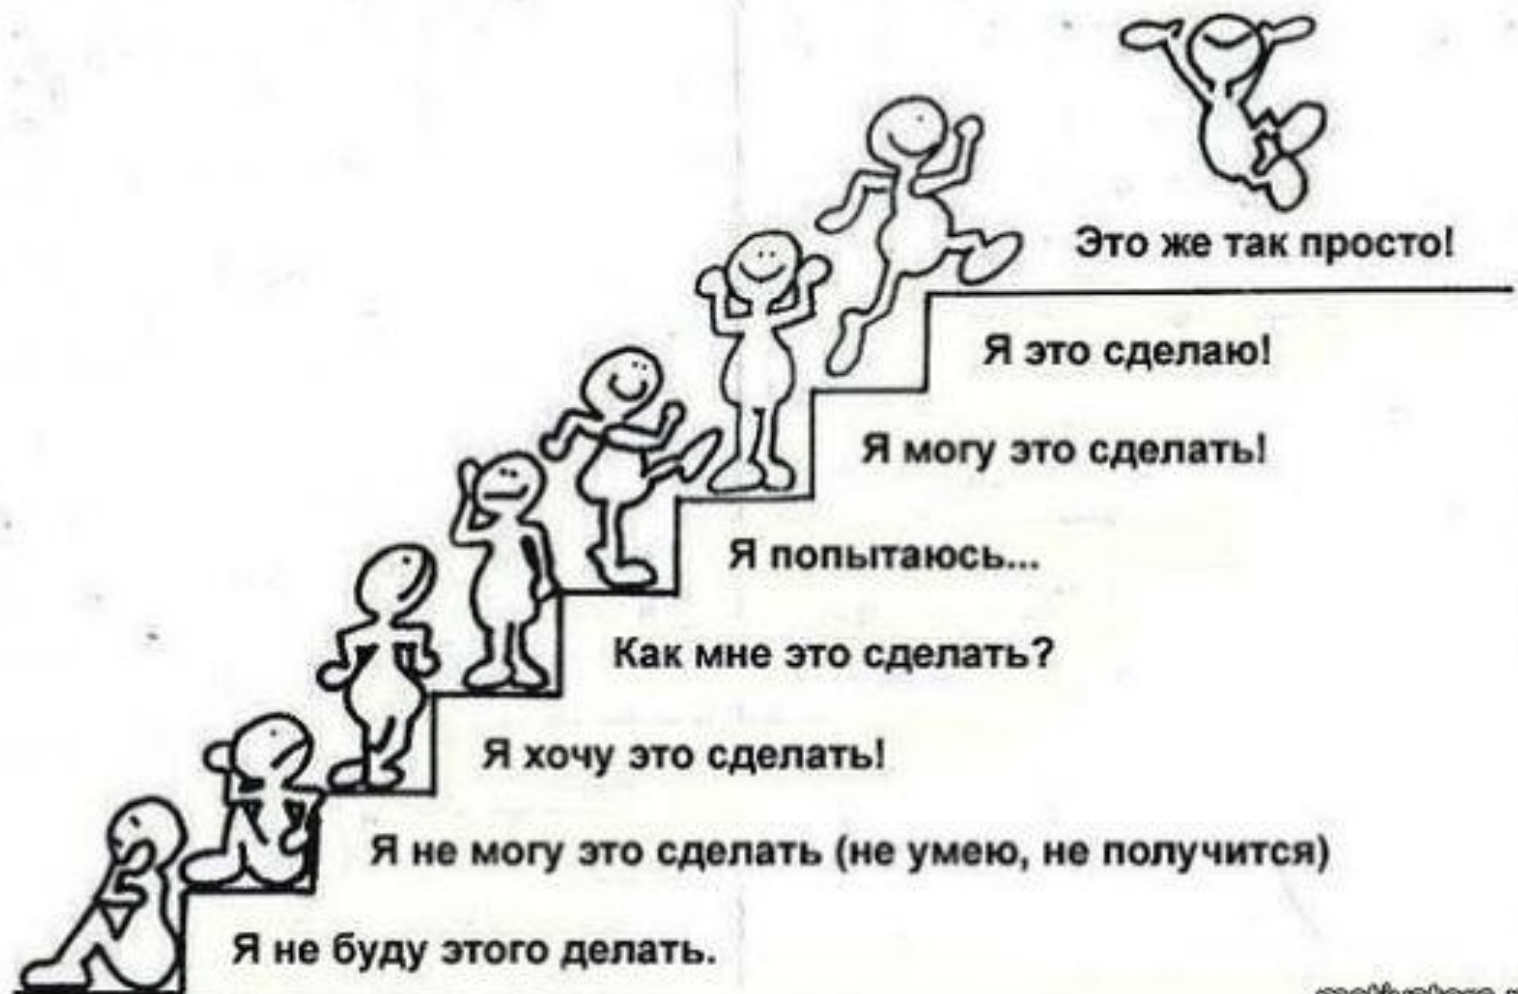 Это же так просто!
Я это сделаю!
Я могу это сделать!
Я попытаюсь...
Как мне это сделать?
Я хочу это сделать!
Я не могу это сделать (не умею, не получится)
Я не буду этого делать.